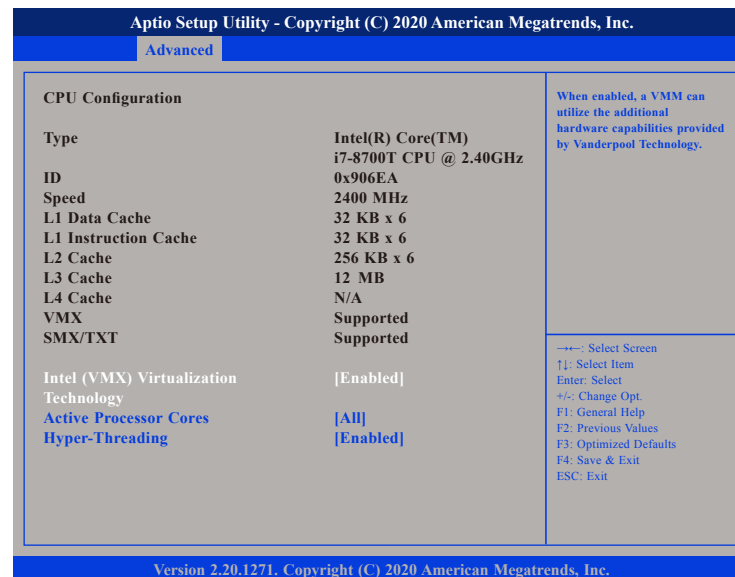 Aptio Setup Utility - Copyright (C) 2020 American Megatrends, Inc.
Advanced
CPU Configuration
Type Intel(R) Core(TM)
i7-8700T CPU @ 2.40GHz
ID 0x906EA
Speed 2400 MHz
L1 Data Cache 32 KB x 6
L1 Instruction Cache 32 KB x 6
L2 Cache 256 KB x 6
L3 Cache 12 MB
L4 Cache N/A
VMX Supported
SMX/TXT Supported
Intel (VMX) Virtualization [Enabled]
Technology
Active Processor Cores [All]
Hyper-Threading [Enabled]
When enabled, a VMM can
utilize the additional
hardware capabilities provided
by Vanderpool Technology.
→←: Select Screen
↑↓: Select Item
Enter: Select
+/-: Change Opt.
F1: General Help
F2: Previous Values
F3: Optimized Defaults
F4: Save & Exit
ESC: Exit
Version 2.20.1271. Copyright (C) 2020 American Megatrends, Inc.